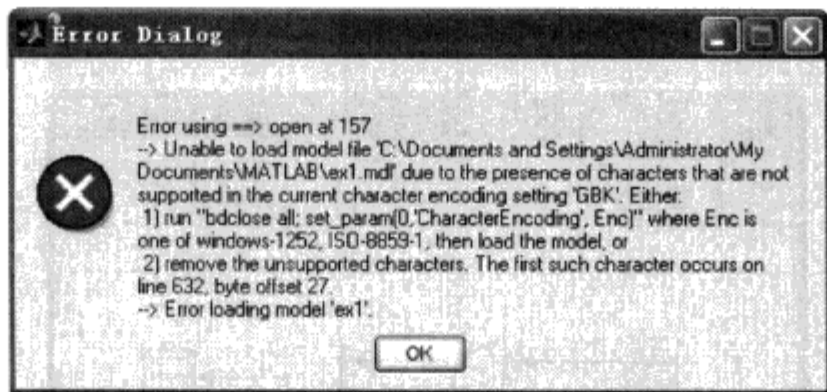 Error Dialog
Error using ==> open at 157
--> Unable to load model file 'C:\Documents and Settings\Administrator\My
Documents\MATLAB\ex1.mdl' due to the presence of characters that are not
supported in the current character encoding setting 'GBK'. Either:
1) run "bdclose all; set_param(0,'CharacterEncoding', Enc)" where Enc is
one of windows-1252, ISO-8859-1, then load the model, or
2) remove the unsupported characters. The first such character occurs on
line 632, byte offset 27.
--> Error loading model 'ex1'.
OK